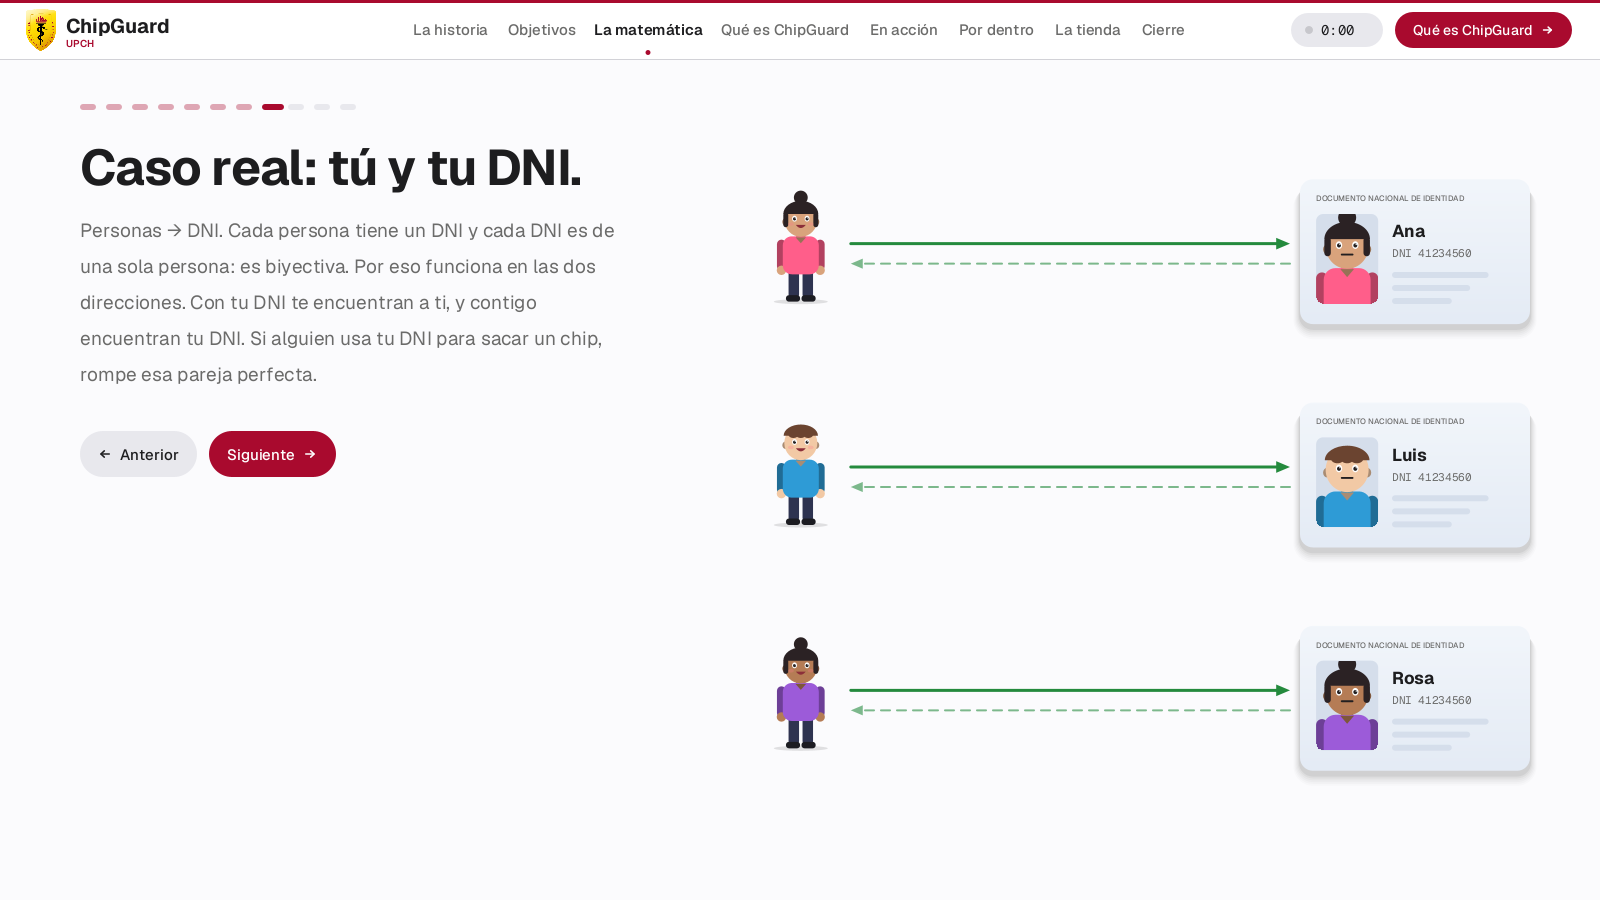 ChipGuard
UPCH
La historia
Objetivos
La matemática
Qué es ChipGuard
En acción
Por dentro
La tienda
Cierre
0:00
Qué es ChipGuard →
Caso real: tú y tu DNI.
Personas → DNI. Cada persona tiene un DNI y cada DNI es de
una sola persona: es biyectiva. Por eso funciona en las dos
direcciones. Con tu DNI te encuentran a ti, y contigo
encuentran tu DNI. Si alguien usa tu DNI para sacar un chip,
rompe esa pareja perfecta.
← Anterior
Siguiente →
DOCUMENTO NACIONAL DE IDENTIDAD
Ana
DNI 41234560
DOCUMENTO NACIONAL DE IDENTIDAD
Luis
DNI 41234560
DOCUMENTO NACIONAL DE IDENTIDAD
Rosa
DNI 41234560